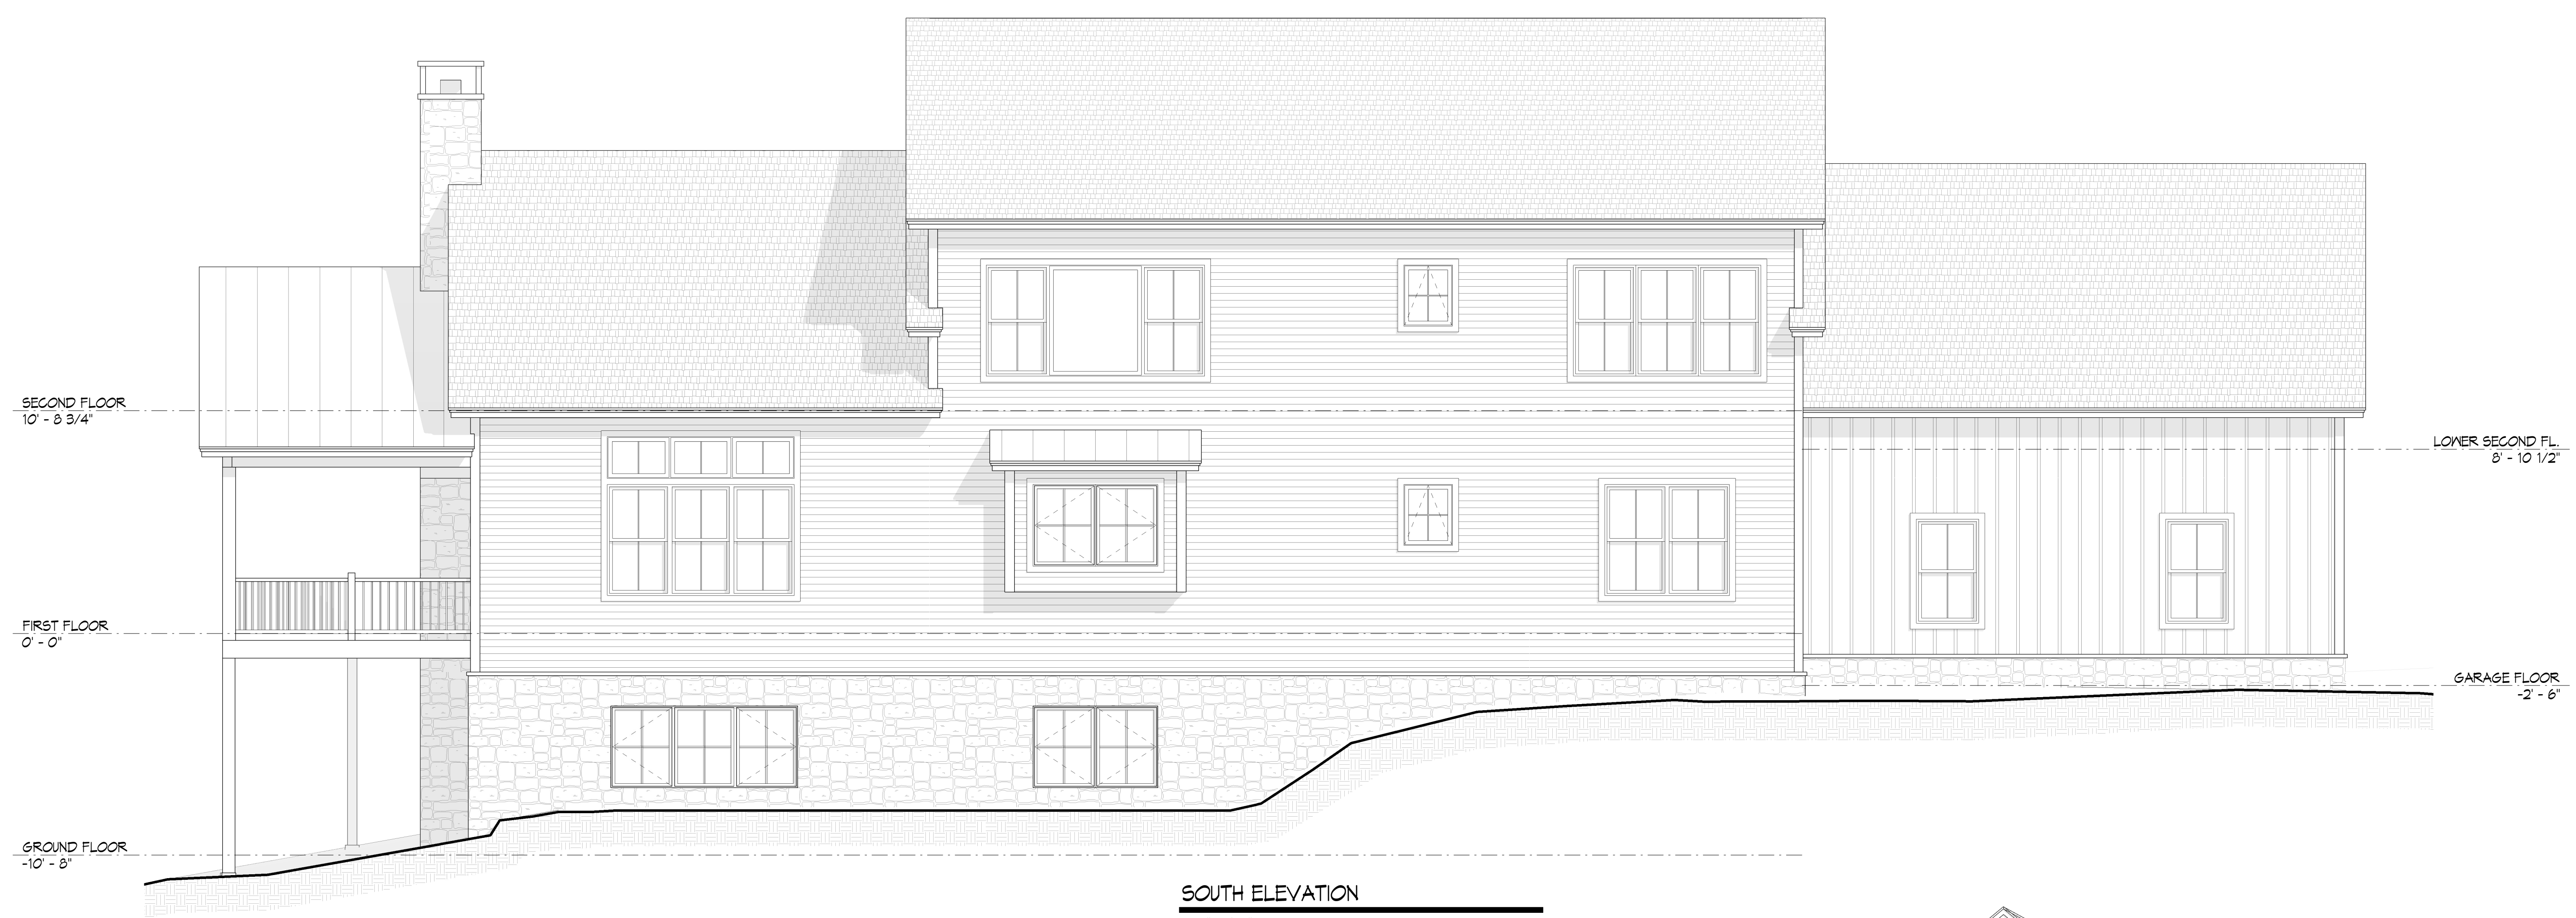 SECOND FLOOR
10' - 8 3/4"
LOWER SECOND FL.
8' - 10 1/2"
FIRST FLOOR
0' - 0"
GARAGE FLOOR
-2' - 6"
GROUND FLOOR
-10' - 8"
SOUTH ELEVATION